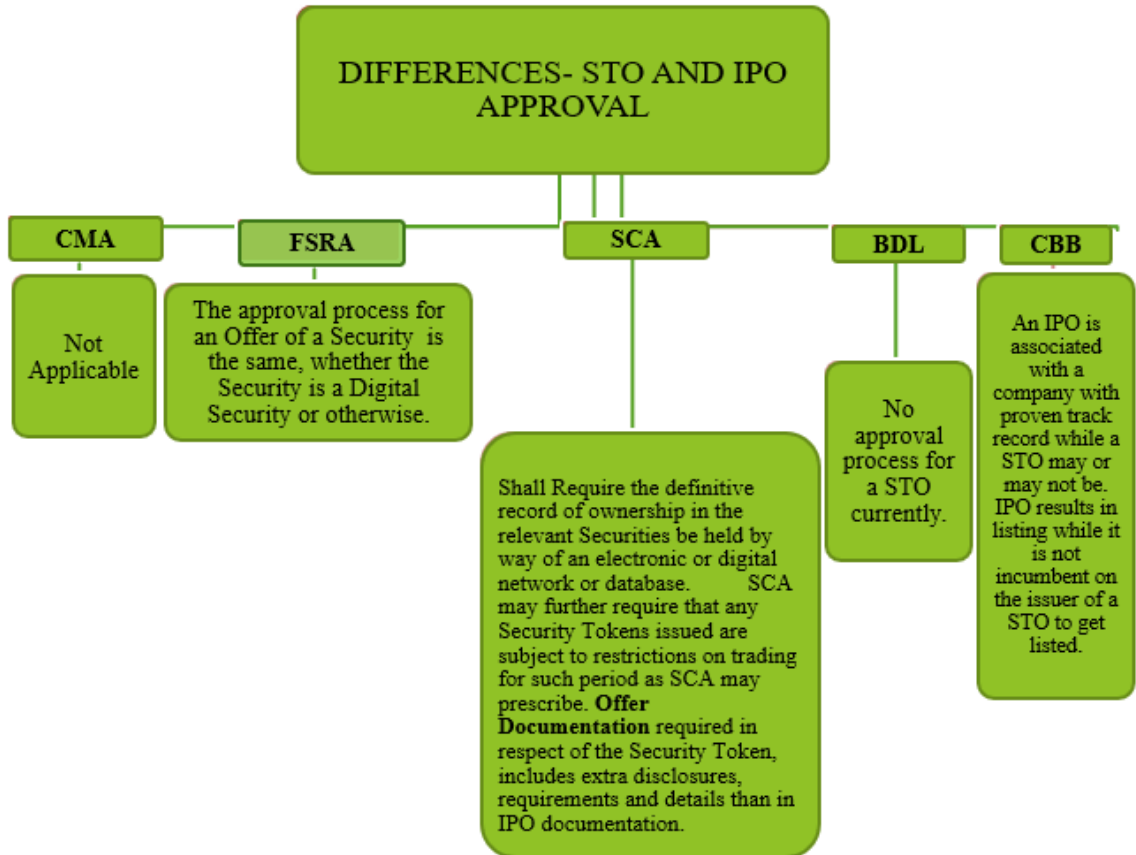 DIFFERENCES- STO AND IPO
APPROVAL
CMA
Not
Applicable
FSRA
The approval process for
an Offer of a Security is
the same, whether the
Security is a Digital
Security or otherwise.
SCA
Shall Require the definitive
record of ownership in the
relevant Securities be held by
way of an electronic or digital
network or database. SCA
may further require that any
Security Tokens issued are
subject to restrictions on trading
for such period as SCA may
prescribe. Offer
Documentation required in
respect of the Security Token,
includes extra disclosures,
requirements and details than in
IPO documentation.
BDL
No
approval
process for
a STO
currently.
CBB
An IPO is
associated
with a
company with
proven track
record while a
STO may or
may not be.
IPO results in
listing while it
is not
incumbent on
the issuer of a
STO to get
listed.